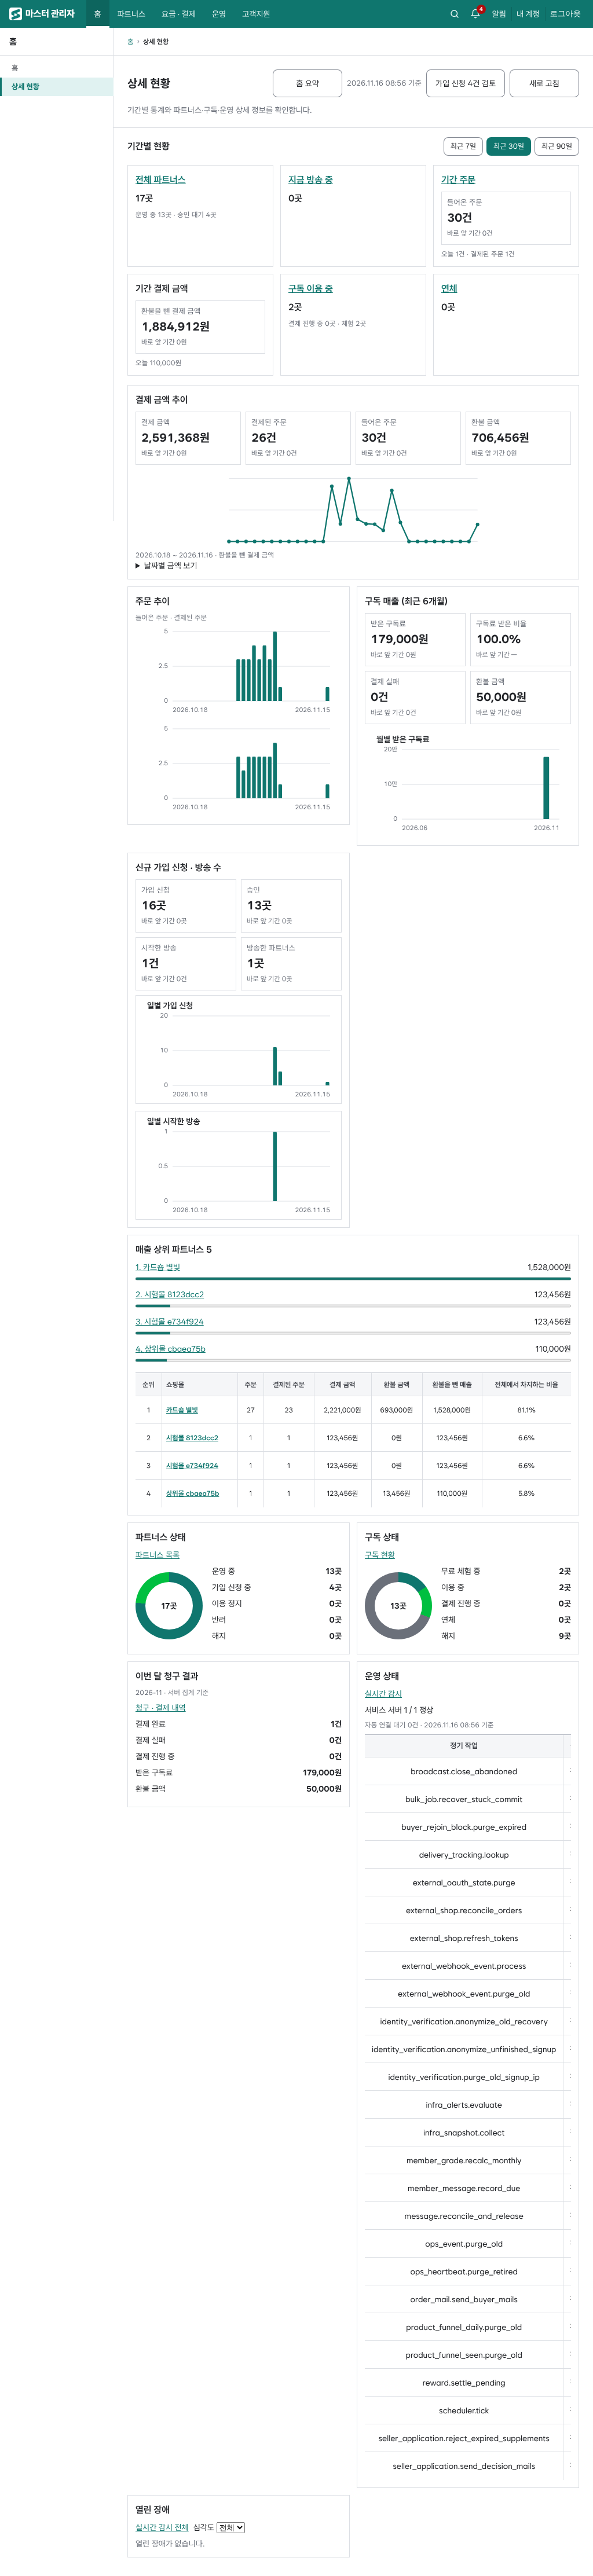 마스터 관리자
홈
파트너스
요금 · 결제
운영
고객지원
4
알림
내 계정
로그아웃
홈
홈
상세 현황
홈 › 상세 현황
상세 현황
홈 요약
2026.11.16 08:56 기준
가입 신청 4건 검토
새로 고침
기간별 통계와 파트너스·구독·운영 상세 정보를 확인합니다.
기간별 현황
최근 7일
최근 30일
최근 90일
전체 파트너스
17곳
운영 중 13곳 · 승인 대기 4곳
지금 방송 중
0곳
기간 주문
들어온 주문
30건
바로 앞 기간 0건
오늘 1건 · 결제된 주문 1건
기간 결제 금액
환불을 뺀 결제 금액
1,884,912원
바로 앞 기간 0원
오늘 110,000원
구독 이용 중
2곳
결제 진행 중 0곳 · 체험 2곳
연체
0곳
결제 금액 추이
결제 금액
2,591,368원
바로 앞 기간 0원
결제된 주문
26건
바로 앞 기간 0건
들어온 주문
30건
바로 앞 기간 0건
환불 금액
706,456원
바로 앞 기간 0원
2026.10.18 ~ 2026.11.16 · 환불을 뺀 결제 금액
▶ 날짜별 금액 보기
주문 추이
들어온 주문 · 결제된 주문
5
2.5
0
2026.10.18
2026.11.15
5
2.5
0
2026.10.18
2026.11.15
구독 매출 (최근 6개월)
받은 구독료
179,000원
바로 앞 기간 0원
구독료 받은 비율
100.0%
바로 앞 기간 —
결제 실패
0건
바로 앞 기간 0건
환불 금액
50,000원
바로 앞 기간 0원
월별 받은 구독료
20만
10만
0
2026.06
2026.11
신규 가입 신청 · 방송 수
가입 신청
16곳
바로 앞 기간 0곳
승인
13곳
바로 앞 기간 0곳
시작한 방송
1건
바로 앞 기간 0건
방송한 파트너스
1곳
바로 앞 기간 0곳
일별 가입 신청
20
10
0
2026.10.18
2026.11.15
일별 시작한 방송
1
0.5
0
2026.10.18
2026.11.15
매출 상위 파트너스 5
1. 카드숍 별빛
1,528,000원
2. 시험몰 8123dcc2
123,456원
3. 시험몰 e734f924
123,456원
4. 상위몰 cbaea75b
110,000원
순위 쇼핑몰 주문 결제된 주문 결제 금액 환불 금액 환불을 뺀 매출 전체에서 차지하는 비율
1 카드숍 별빛 27 23 2,221,000원 693,000원 1,528,000원 81.1%
2 시험몰 8123dcc2 1 1 123,456원 0원 123,456원 6.6%
3 시험몰 e734f924 1 1 123,456원 0원 123,456원 6.6%
4 상위몰 cbaea75b 1 1 123,456원 13,456원 110,000원 5.8%
파트너스 상태
파트너스 목록
17곳
운영 중 13곳
가입 신청 중 4곳
이용 정지 0곳
반려 0곳
해지 0곳
구독 상태
구독 현황
13곳
무료 체험 중 2곳
이용 중 2곳
결제 진행 중 0곳
연체 0곳
해지 9곳
이번 달 청구 결과
2026-11 · 서버 집계 기준
청구 · 결제 내역
결제 완료 1건
결제 실패 0건
결제 진행 중 0건
받은 구독료 179,000원
환불 금액 50,000원
운영 상태
실시간 감시
서비스 서버 1 / 1 정상
자동 연결 대기 0건 · 2026.11.16 08:56 기준
정기 작업
broadcast.close_abandoned
bulk_job.recover_stuck_commit
buyer_rejoin_block.purge_expired
delivery_tracking.lookup
external_oauth_state.purge
external_shop.reconcile_orders
external_shop.refresh_tokens
external_webhook_event.process
external_webhook_event.purge_old
identity_verification.anonymize_old_recovery
identity_verification.anonymize_unfinished_signup
identity_verification.purge_old_signup_ip
infra_alerts.evaluate
infra_snapshot.collect
member_grade.recalc_monthly
member_message.record_due
message.reconcile_and_release
ops_event.purge_old
ops_heartbeat.purge_retired
order_mail.send_buyer_mails
product_funnel_daily.purge_old
product_funnel_seen.purge_old
reward.settle_pending
scheduler.tick
seller_application.reject_expired_supplements
seller_application.send_decision_mails
열린 장애
실시간 감시 전체 심각도 전체
열린 장애가 없습니다.